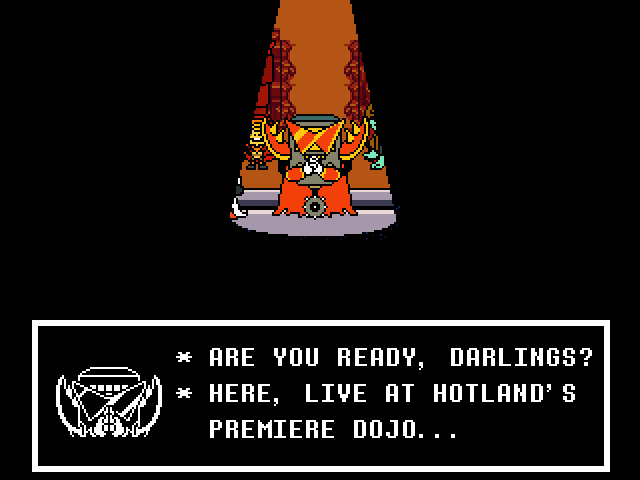 * ARE YOU READY, DARLINGS?
* HERE, LIVE AT HOTLAND'S
PREMIERE DOJO...